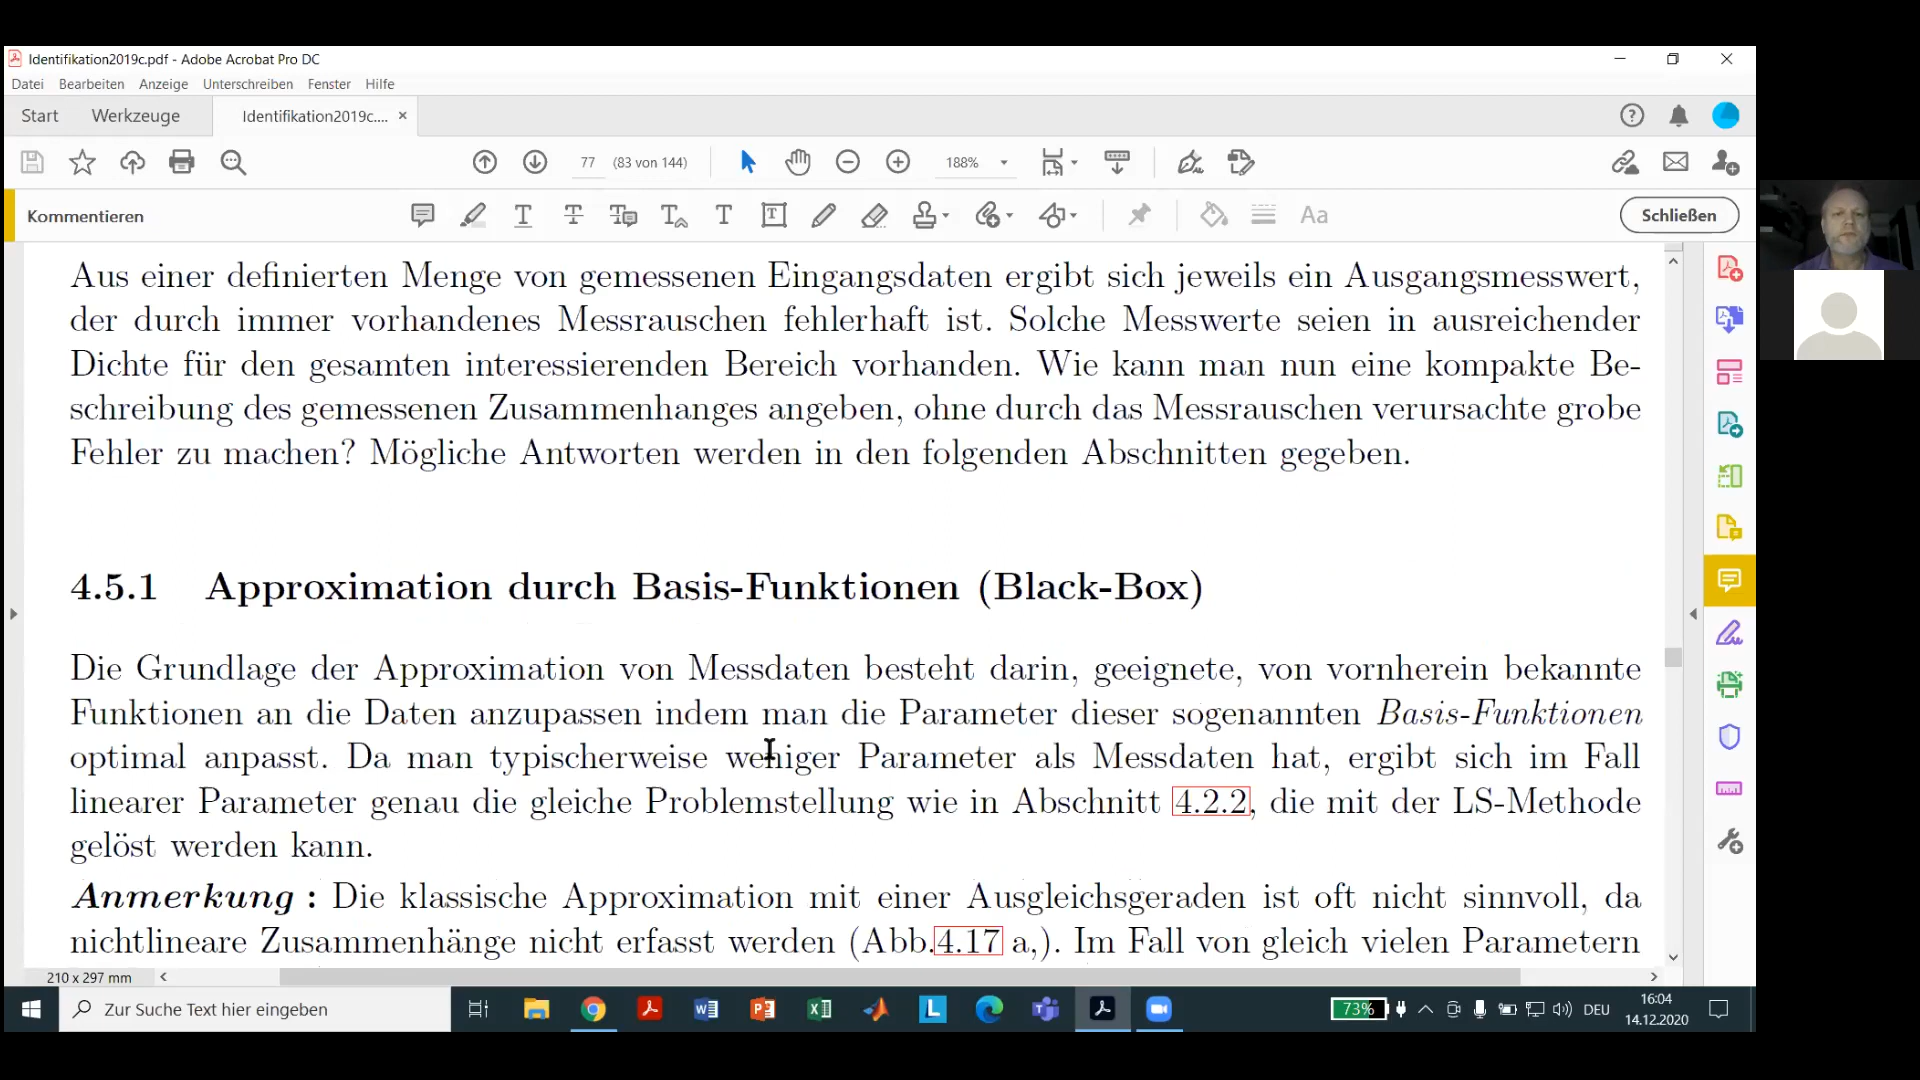 Identifikation2019c.pdf - Adobe Acrobat Pro DC
Datei Bearbeiten Anzeige Unterschreiben Fenster Hilfe
Start Werkzeuge Identifikation2019c.... ×
77 (83 von 144) 188%
Kommentieren Aa Schließen
Aus einer definierten Menge von gemessenen Eingangsdaten ergibt sich jeweils ein Ausgangsmesswert,
der durch immer vorhandenes Messrauschen fehlerhaft ist. Solche Messwerte seien in ausreichender
Dichte für den gesamten interessierenden Bereich vorhanden. Wie kann man nun eine kompakte Be-
schreibung des gemessenen Zusammenhanges angeben, ohne durch das Messrauschen verursachte grobe
Fehler zu machen? Mögliche Antworten werden in den folgenden Abschnitten gegeben.
4.5.1 Approximation durch Basis-Funktionen (Black-Box)
Die Grundlage der Approximation von Messdaten besteht darin, geeignete, von vornherein bekannte
Funktionen an die Daten anzupassen indem man die Parameter dieser sogenannten Basis-Funktionen
optimal anpasst. Da man typischerweise weniger Parameter als Messdaten hat, ergibt sich im Fall
linearer Parameter genau die gleiche Problemstellung wie in Abschnitt 4.2.2, die mit der LS-Methode
gelöst werden kann.
Anmerkung : Die klassische Approximation mit einer Ausgleichsgeraden ist oft nicht sinnvoll, da
nichtlineare Zusammenhänge nicht erfasst werden (Abb.4.17 a,). Im Fall von gleich vielen Parametern
210 x 297 mm
Zur Suche Text hier eingeben
73% DEU 16:04
14.12.2020